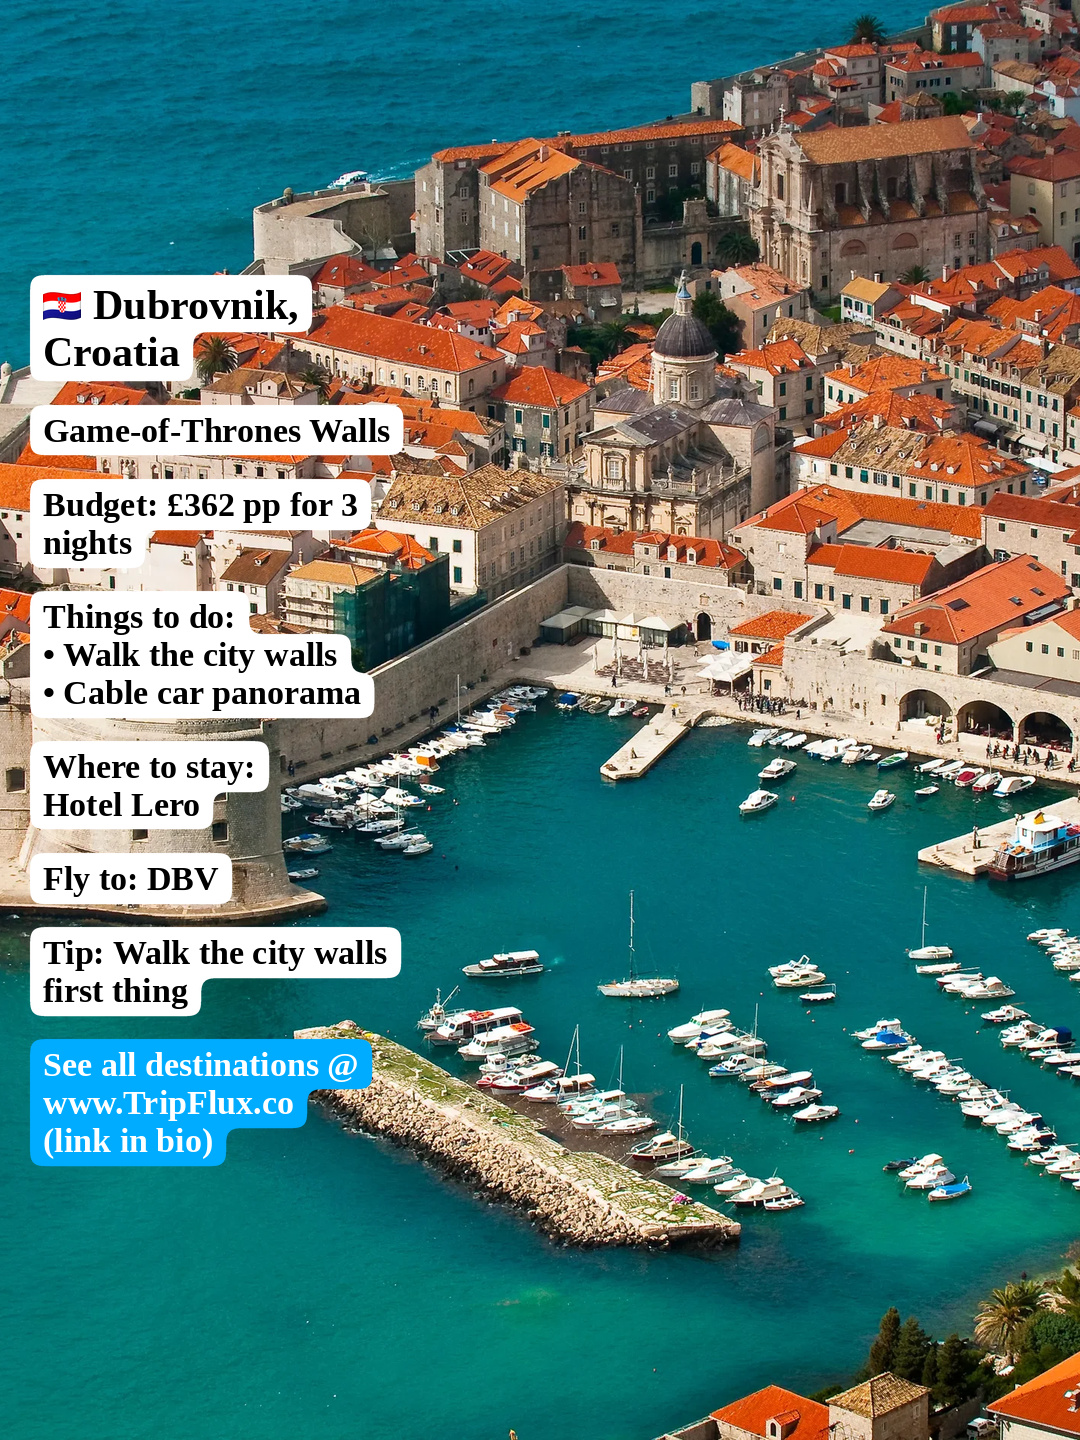 🇭🇷 Dubrovnik,
Croatia
Game-of-Thrones Walls
Budget: £362 pp for 3
nights
Things to do:
• Walk the city walls
• Cable car panorama
Where to stay:
Hotel Lero
Fly to: DBV
Tip: Walk the city walls
first thing
See all destinations @
www.TripFlux.co
(link in bio)